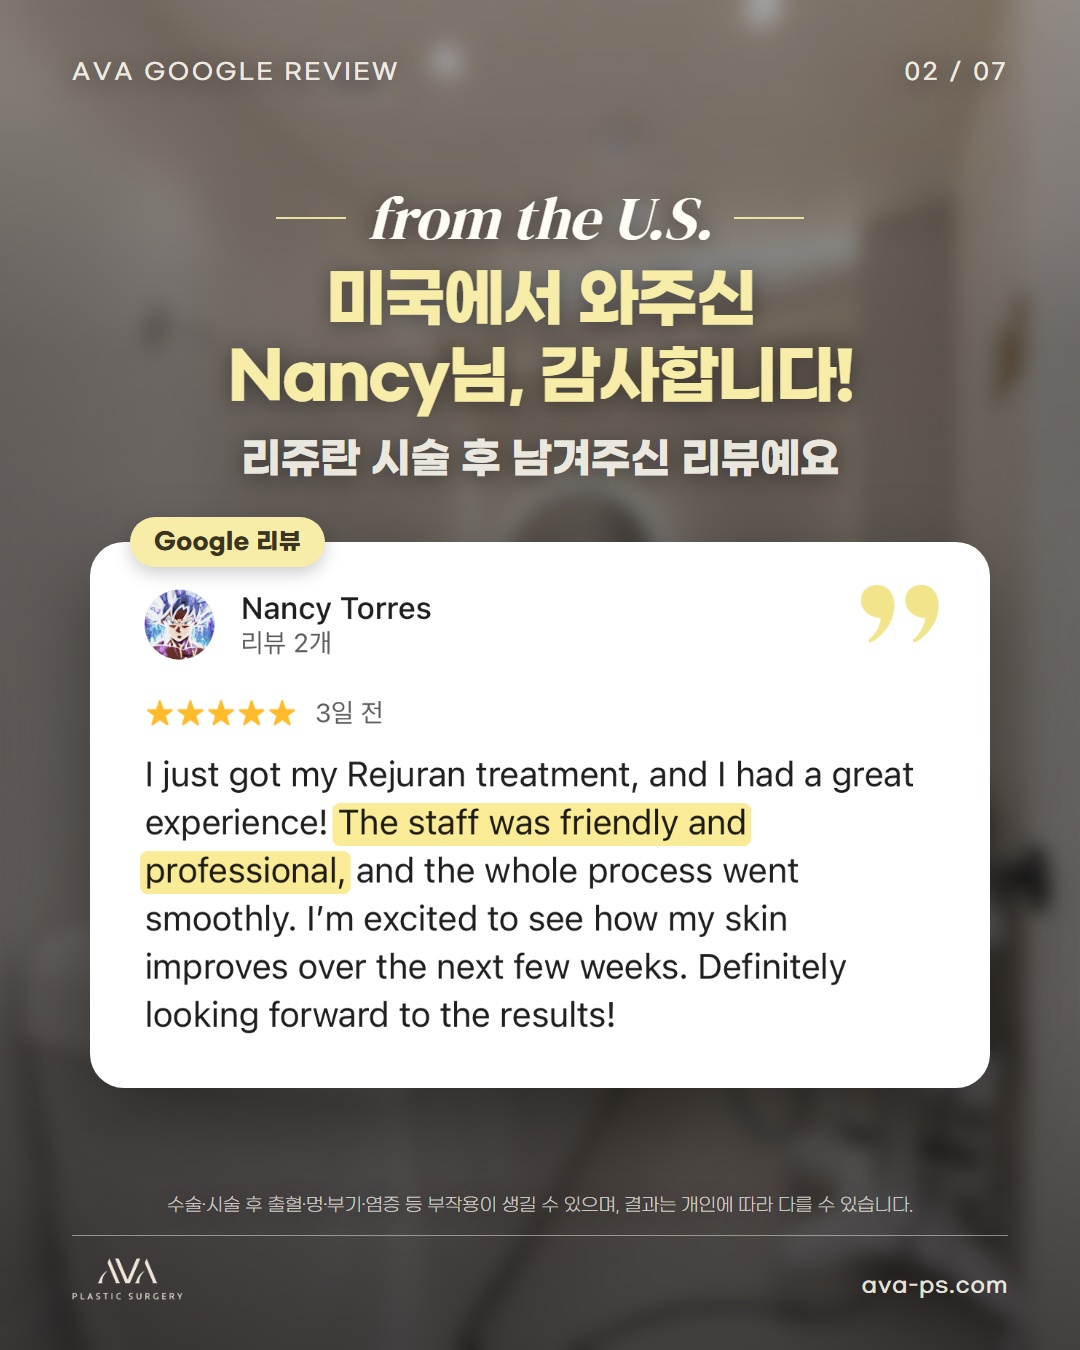 AVA GOOGLE REVIEW
02 / 07
from the U.S.
미국에서 와주신
Nancy님, 감사합니다!
리쥬란 시술 후 남겨주신 리뷰예요
Google 리뷰
Nancy Torres
리뷰 2개
3일 전
I just got my Rejuran treatment, and I had a great
experience! The staff was friendly and
professional, and the whole process went
smoothly. I’m excited to see how my skin
improves over the next few weeks. Definitely
looking forward to the results!
수술·시술 후 출혈·멍·부기·염증 등 부작용이 생길 수 있으며, 결과는 개인에 따라 다를 수 있습니다.
AVA
PLASTIC SURGERY
ava-ps.com